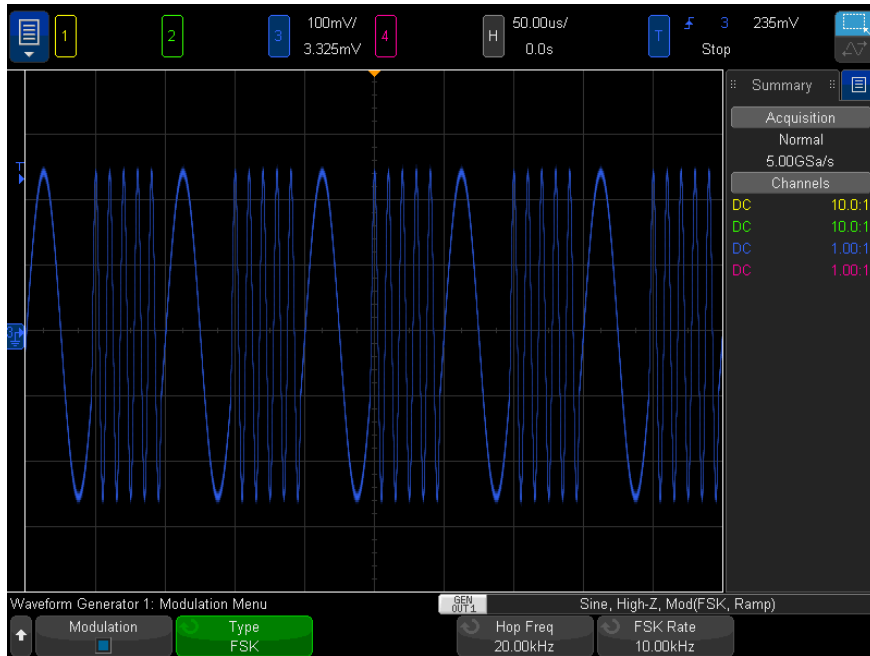 1 2 3 100mV/ 3.325mV 4 H 50.00us/ 0.0s T 3 235mV Stop
Summary
Acquisition
Normal
5.00GSa/s
Channels
DC 10.0:1
DC 10.0:1
DC 1.00:1
DC 1.00:1
T
3
Waveform Generator 1: Modulation Menu
GEN OUT1
Sine, High-Z, Mod(FSK, Ramp)
Modulation
Type
FSK
Hop Freq
20.00kHz
FSK Rate
10.00kHz